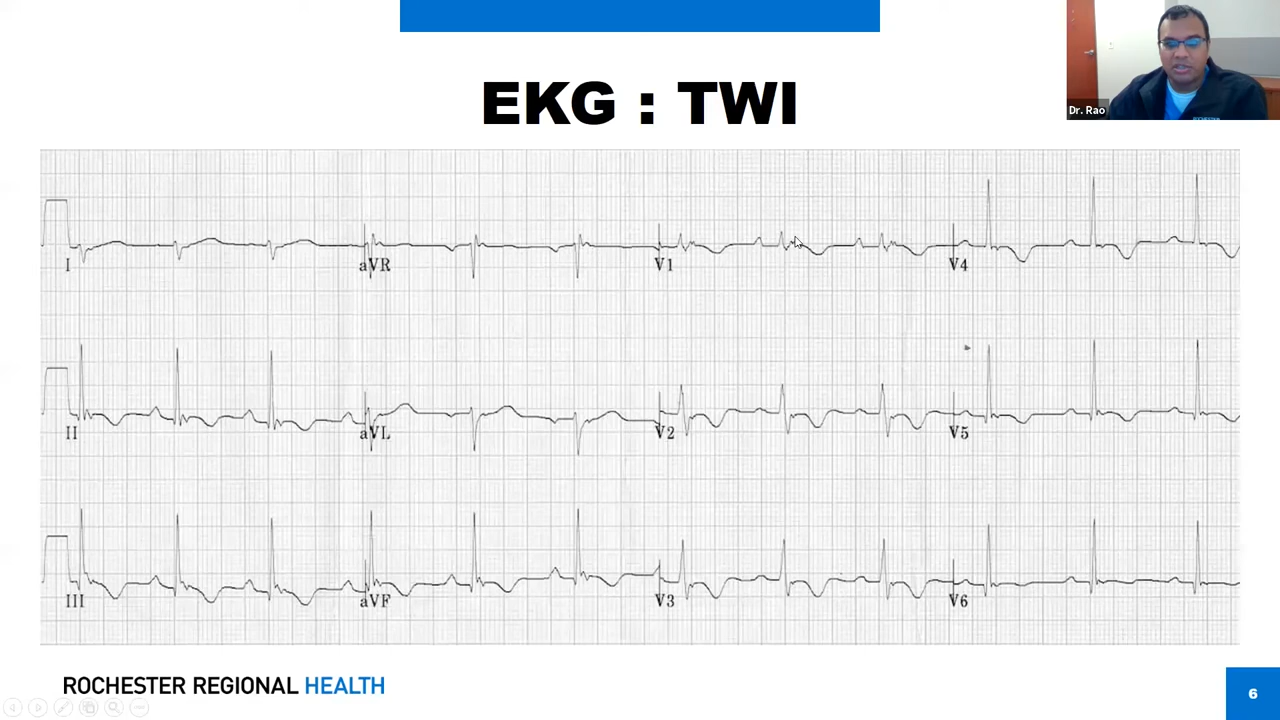 EKG : TWI
Dr. Rao
ROCHESTER
I
aVR
V1
V4
II
aVL
V2
V5
III
aVF
V3
V6
ROCHESTER REGIONAL HEALTH
6